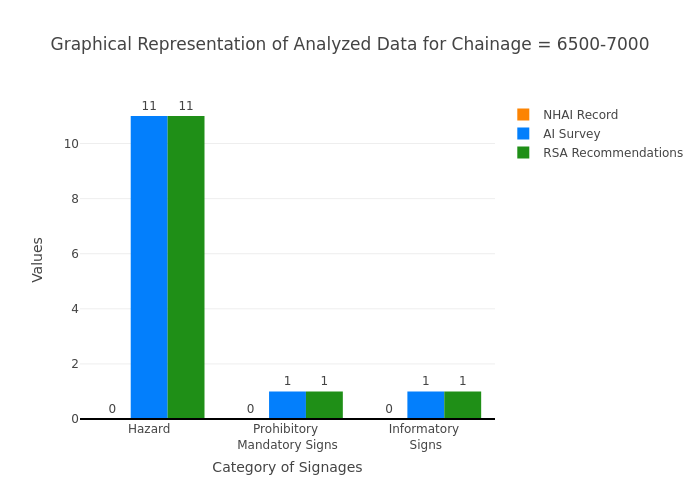 Graphical Representation of Analyzed Data for Chainage = 6500-7000
NHAI Record
AI Survey
RSA Recommendations
11 11
0
0 1 1
0 1 1
Values
10
8
6
4
2
0
Hazard
Prohibitory
Mandatory Signs
Informatory
Signs
Category of Signages